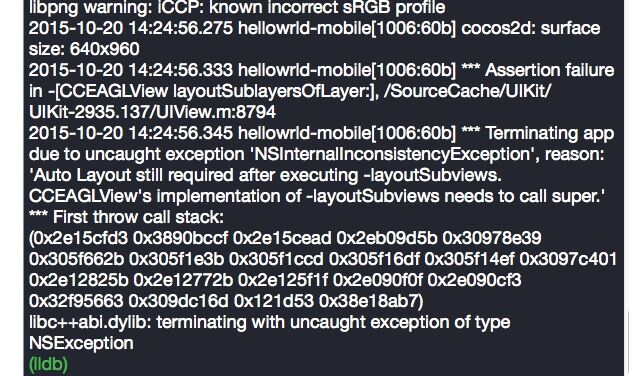 libpng warning: iCCP: known incorrect sRGB profile
2015-10-20 14:24:56.275 hellowrld-mobile[1006:60b] cocos2d: surface
size: 640x960
2015-10-20 14:24:56.333 hellowrld-mobile[1006:60b] *** Assertion failure
in -[CCEAGLView layoutSublayersOfLayer:], /SourceCache/UIKit/
UIKit-2935.137/UIView.m:8794
2015-10-20 14:24:56.345 hellowrld-mobile[1006:60b] *** Terminating app
due to uncaught exception 'NSInternalInconsistencyException', reason:
'Auto Layout still required after executing -layoutSubviews.
CCEAGLView's implementation of -layoutSubviews needs to call super.'
*** First throw call stack:
(0x2e15cfd3 0x3890bccf 0x2e15cead 0x2eb09d5b 0x30978e39
0x305f662b 0x305f1e3b 0x305f1ccd 0x305f16df 0x305f14ef 0x3097c401
0x2e12825b 0x2e12772b 0x2e125f1f 0x2e090f0f 0x2e090cf3
0x32f95663 0x309dc16d 0x121d53 0x38e18ab7)
libc++abi.dylib: terminating with uncaught exception of type
NSException
(lldb)